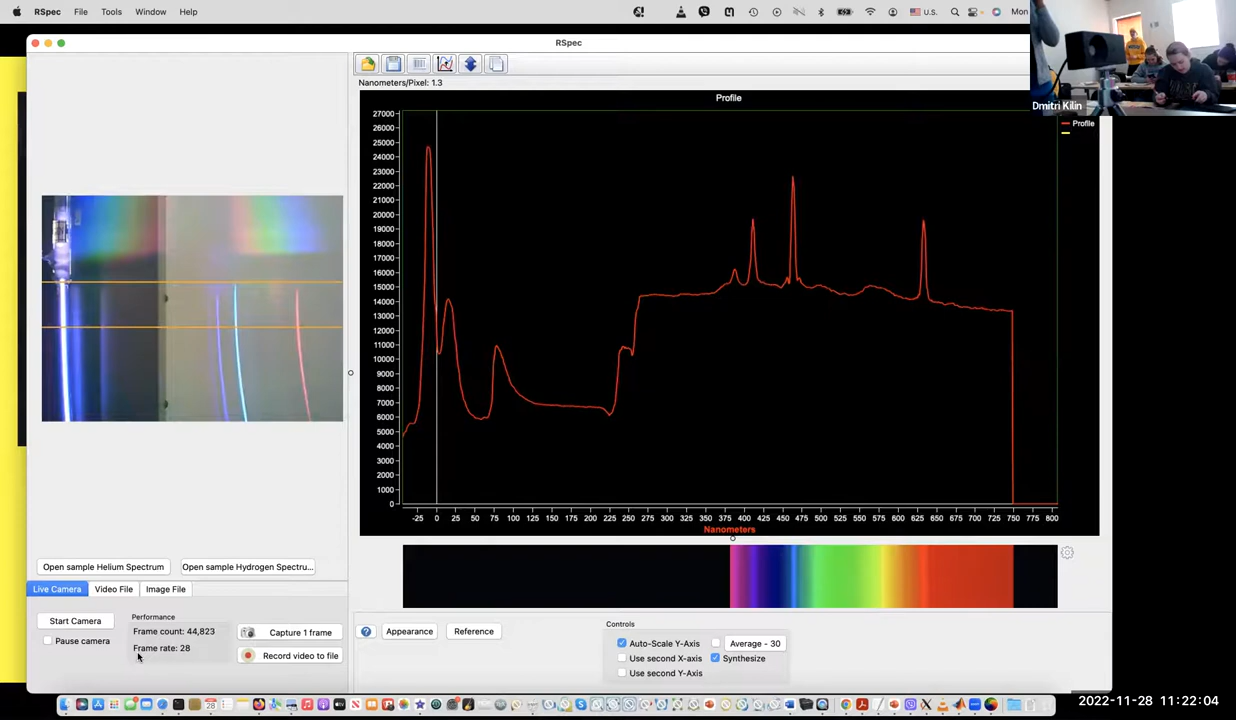 RSpec File Tools Window Help
U.S.
Mon
RSpec
Dmitri Kilin
Nanometers/Pixel: 1.3
Profile
Profile
27000
26000
25000
24000
23000
22000
21000
20000
19000
18000
17000
16000
15000
14000
13000
12000
11000
10000
9000
8000
7000
6000
5000
4000
3000
2000
1000
0
-25 0 25 50 75 100 125 150 175 200 225 250 275 300 325 350 375 400 425 450 475 500 525 550 575 600 625 650 675 700 725 750 775 800
Nanometers
Open sample Helium Spectrum
Open sample Hydrogen Spectru...
Live Camera Video File Image File
Start Camera
Pause camera
Performance
Frame count: 44,823
Frame rate: 28
Capture 1 frame
Record video to file
? Appearance Reference
Controls
Auto-Scale Y-Axis Average - 30
Use second X-axis Synthesize
Use second Y-Axis
2022-11-28 11:22:04